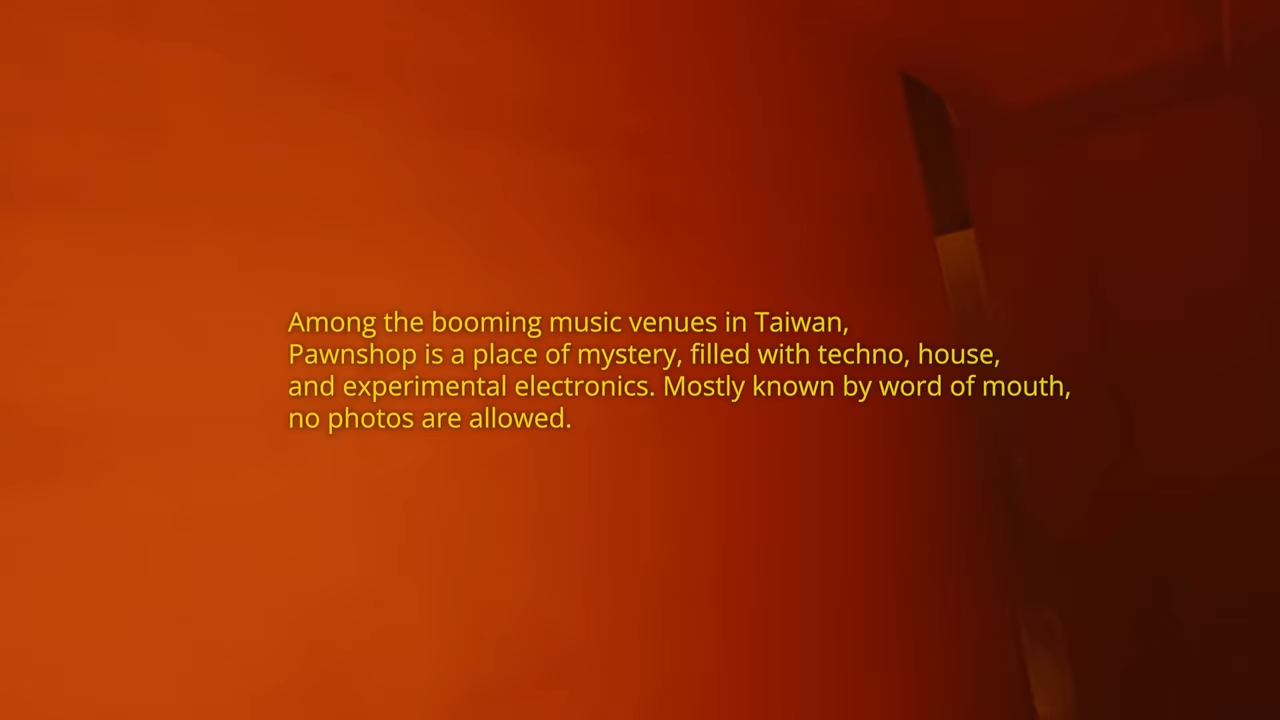 Among the booming music venues in Taiwan,
Pawnshop is a place of mystery, filled with techno, house,
and experimental electronics. Mostly known by word of mouth,
no photos are allowed.